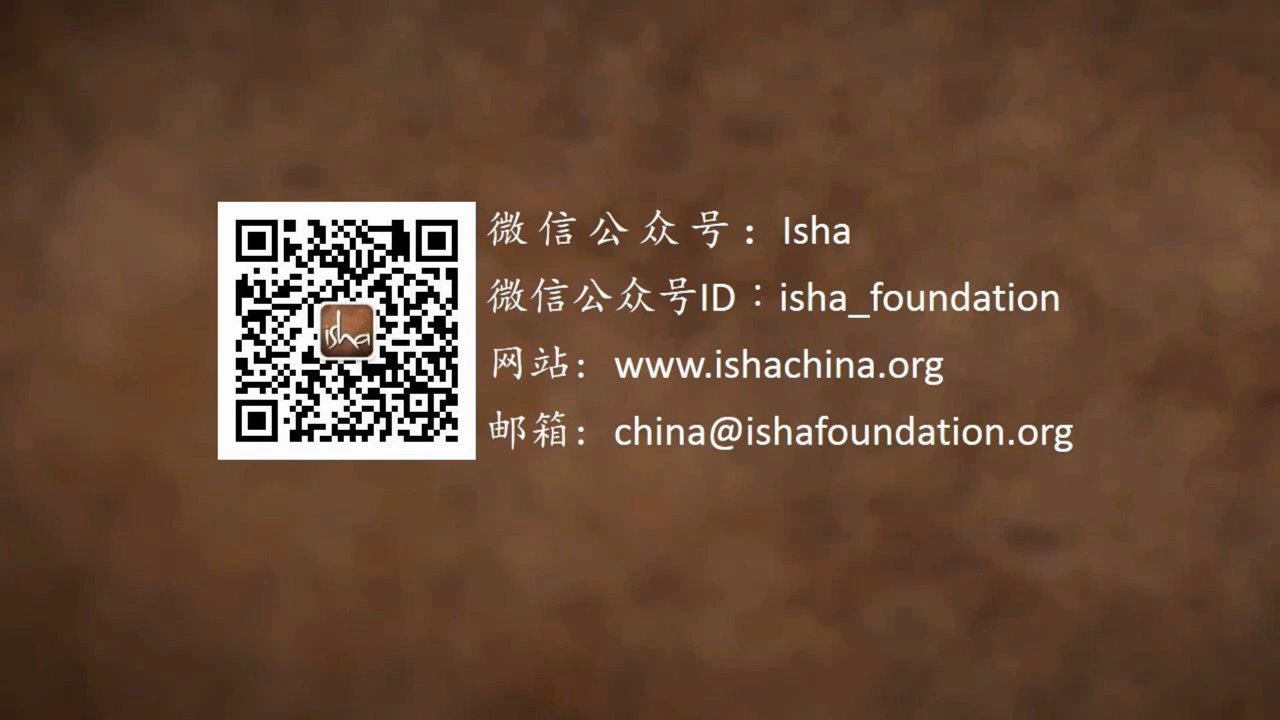 微信公众号：Isha
微信公众号ID：isha_foundation
网站：www.ishachina.org
邮箱：china@ishafoundation.org
isha